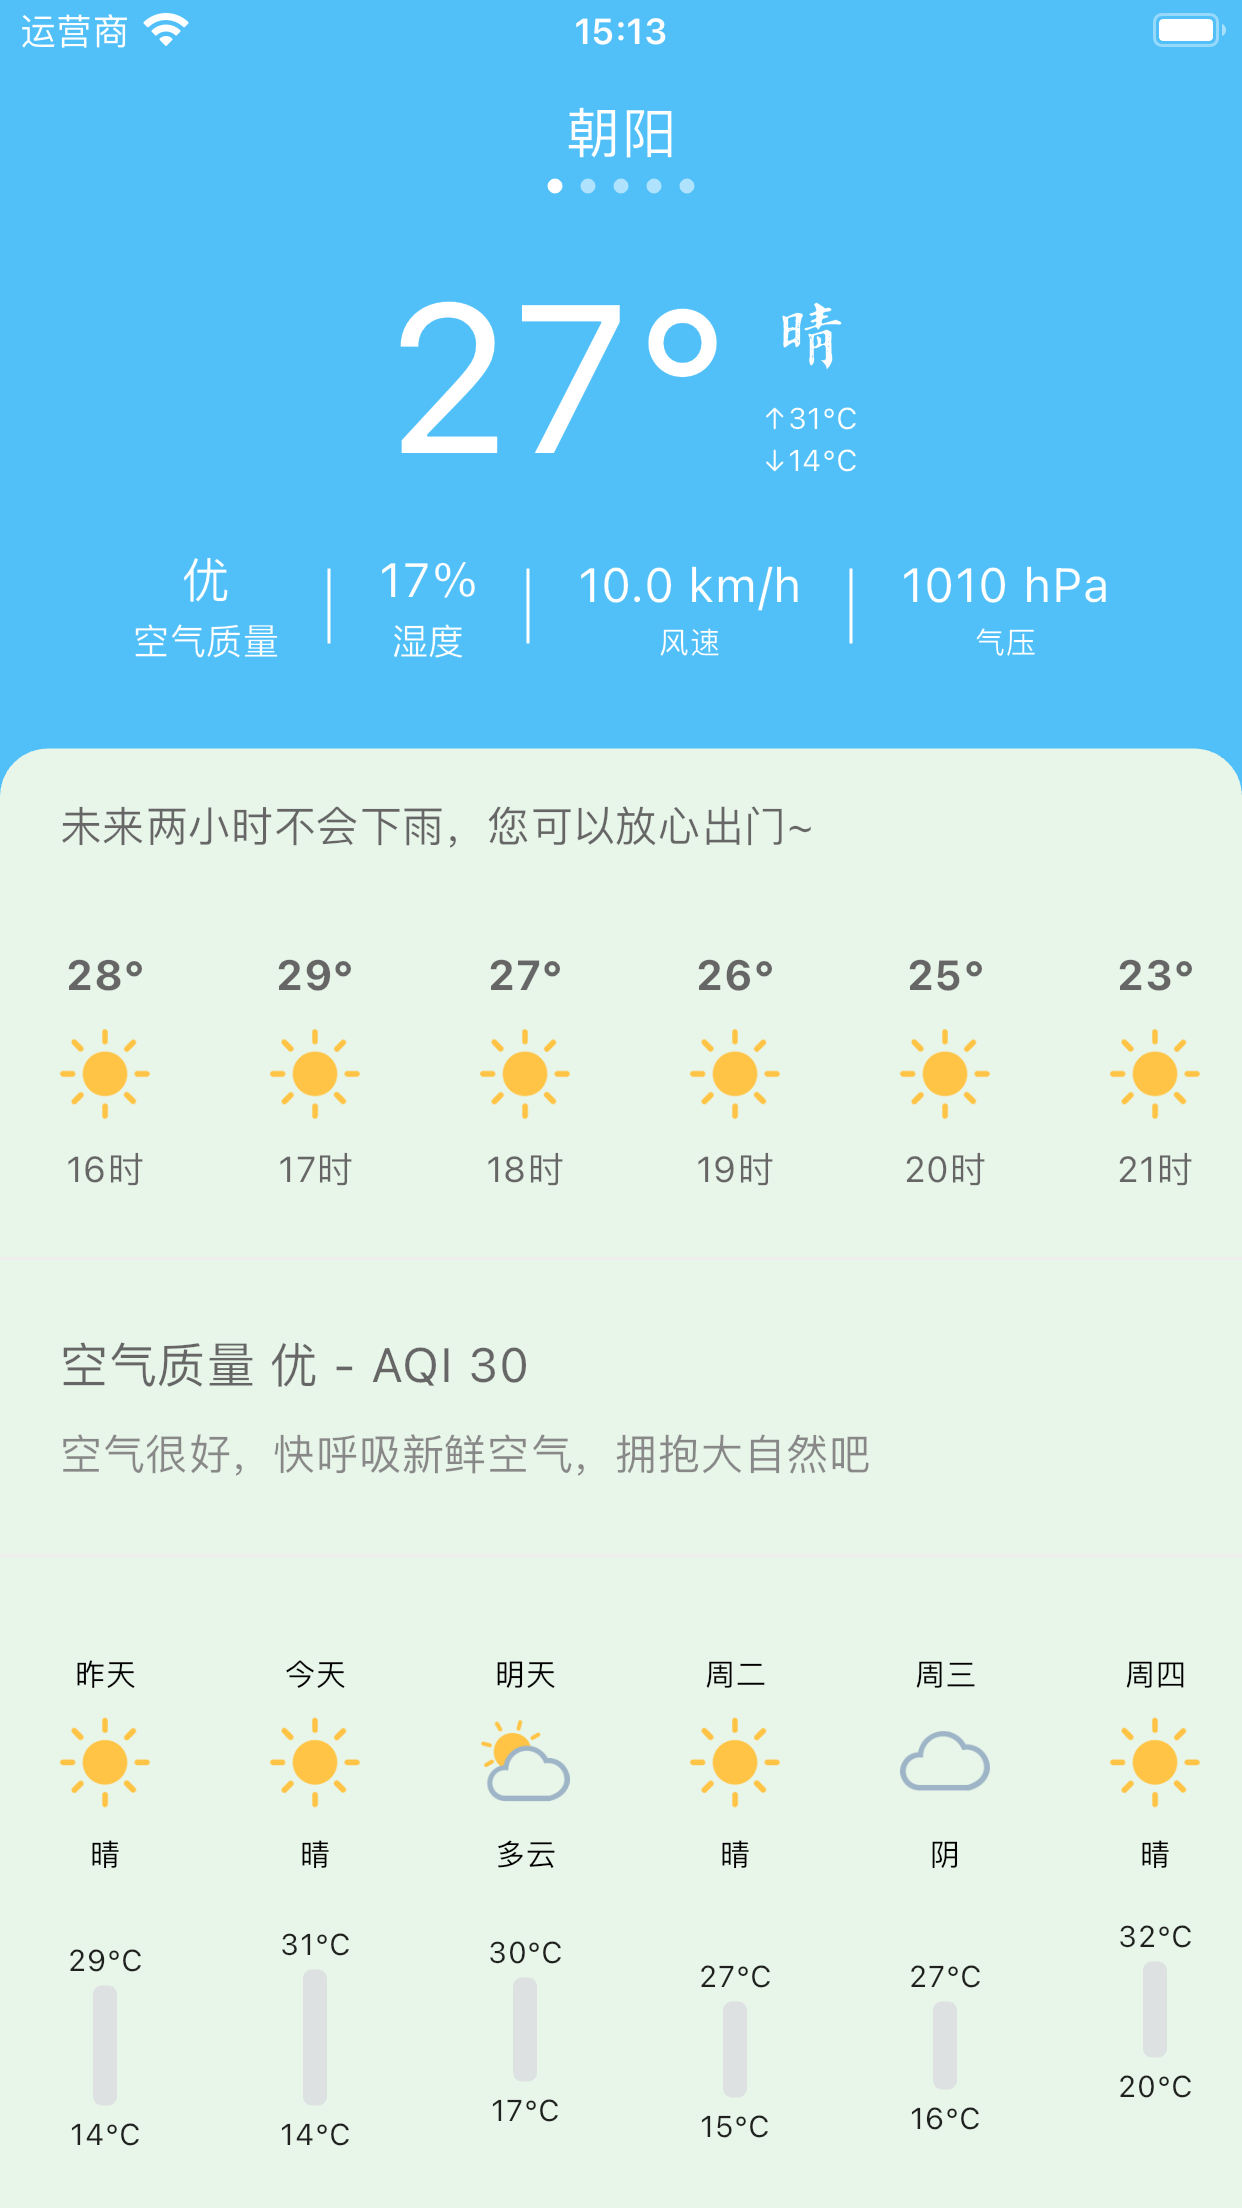 运营商 15:13
朝阳
27° 晴
↑31°C
↓14°C
优 17% 10.0 km/h 1010 hPa
空气质量 湿度 风速 气压
未来两小时不会下雨，您可以放心出门~
28° 29° 27° 26° 25° 23°
16时 17时 18时 19时 20时 21时
空气质量 优 - AQI 30
空气很好，快呼吸新鲜空气，拥抱大自然吧
昨天 今天 明天 周二 周三 周四
晴 晴 多云 晴 阴 晴
29°C 31°C 30°C 27°C 27°C 32°C
14°C 14°C 17°C 15°C 16°C 20°C